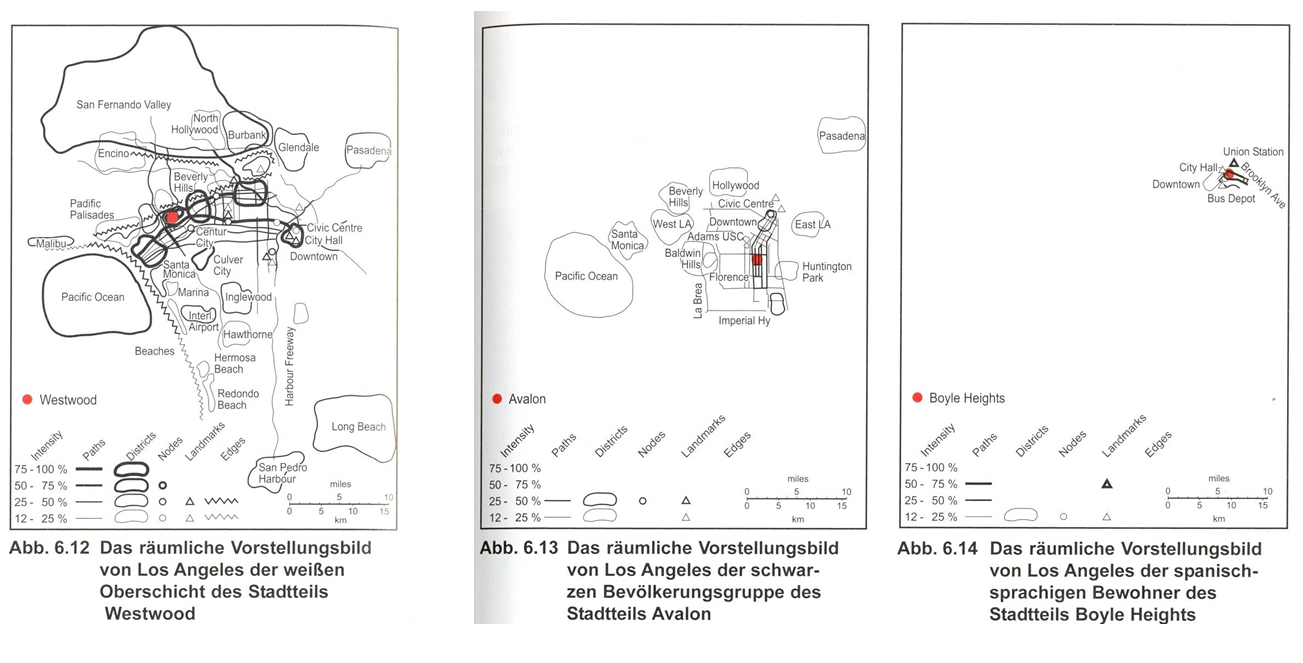 San Fernando Valley
North
Hollywood
Burbank
Glendale
Pasadena
Encino
Beverly
Hills
Padific
Palisades
Malibu
Centur
City
Civic Centre
City Hall
Downtown
Santa
Monica
Culver
City
Pacific Ocean
Marina
Inglewood
Interl
Airport
Hawthorne
Beaches
Hermosa
Beach
Redondo
Beach
Harbour Freeway
Long Beach
San Pedro
Harbour
Westwood
Intensity Paths Districts Nodes Landmarks Edges
75 - 100 %
50 - 75 %
25 - 50 %
12 - 25 %
miles
0 5 10
0 5 10 15
km
Abb. 6.12 Das räumliche Vorstellungsbild
von Los Angeles der weißen
Oberschicht des Stadtteils
Westwood
Pasadena
Hollywood
Beverly
Hills
Civic Centre
West LA
Downtown
East LA
Santa
Monica
Adams USC
Baldwin
Hills
Pacific Ocean
Florence
Huntington
Park
La Brea
Imperial Hy
Avalon
Intensity Paths Districts Nodes Landmarks Edges
75 - 100 %
50 - 75 %
25 - 50 %
12 - 25 %
miles
0 5 10
0 5 10 15
km
Abb. 6.13 Das räumliche Vorstellungsbild
von Los Angeles der schwar-
zen Bevölkerungsgruppe des
Stadtteils Avalon
Union Station
City Hall
Downtown
Brooklyn Ave
Bus Depot
Boyle Heights
Intensity Paths Districts Nodes Landmarks Edges
75 - 100 %
50 - 75 %
25 - 50 %
12 - 25 %
miles
0 5 10
0 5 10 15
km
Abb. 6.14 Das räumliche Vorstellungsbild
von Los Angeles der spanisch-
sprachigen Bewohner des
Stadtteils Boyle Heights